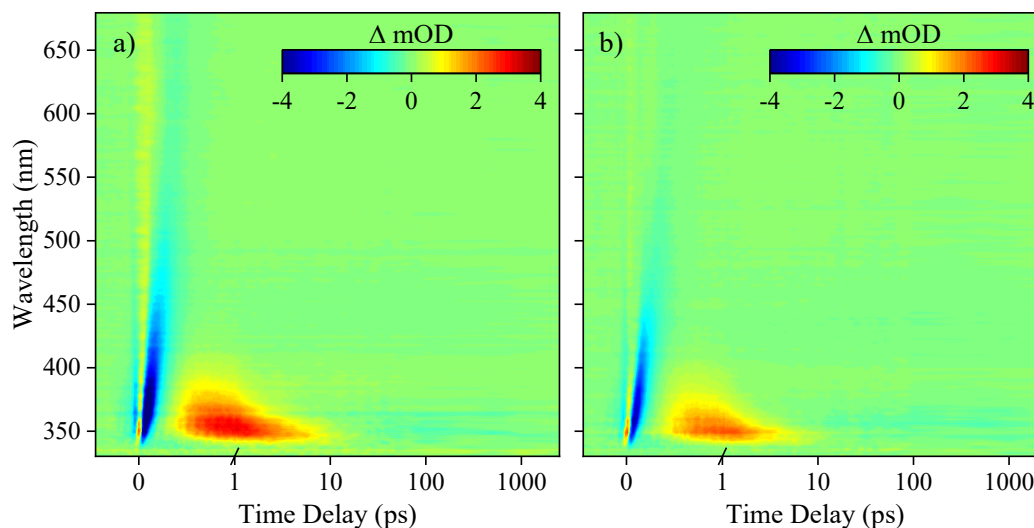 a)
Δ mOD
-4 -2 0 2 4
b)
Δ mOD
-4 -2 0 2 4
Wavelength (nm)
650
600
550
500
450
400
350
0 1 10 100 1000
Time Delay (ps)
0 1 10 100 1000
Time Delay (ps)